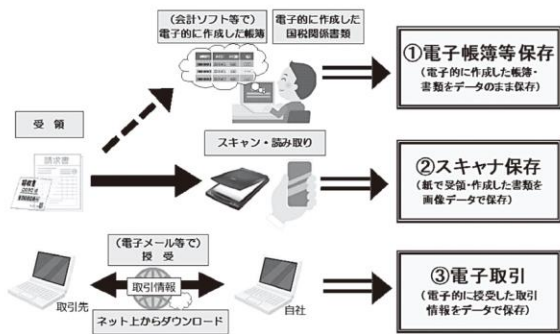 (会計ソフト等で)
電子的に作成した帳簿
電子的に作成した
国税関係書類
①電子帳簿等保存
(電子的に作成した帳簿・
書類をデータのまま保存)
受 領
請求書
領収書
スキャン・読み取り
②スキャナ保存
(紙で受領・作成した書類を
画像データで保存)
(電子メール等で)
授 受
取引情報
取引先
自社
ネット上からダウンロード
③電子取引
(電子的に授受した取引
情報をデータで保存)